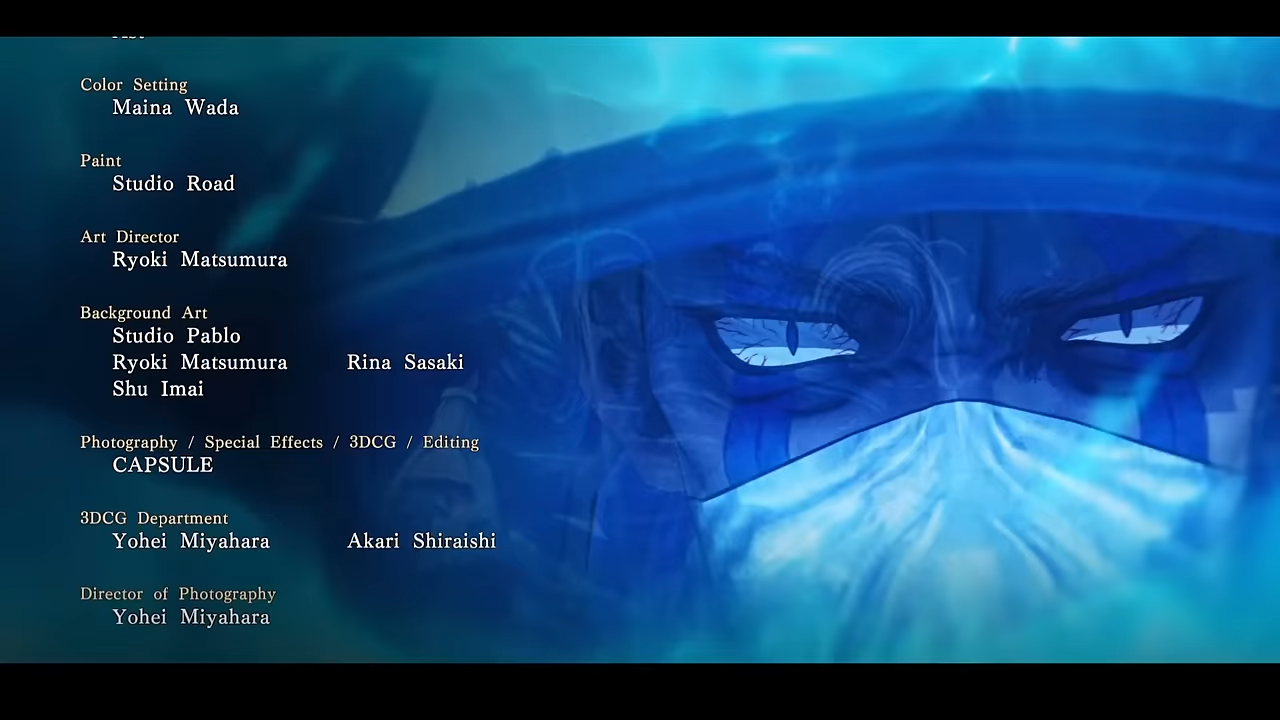 Color Setting
Maina Wada
Paint
Studio Road
Art Director
Ryoki Matsumura
Background Art
Studio Pablo
Ryoki Matsumura Rina Sasaki
Shu Imai
Photography / Special Effects / 3DCG / Editing
CAPSULE
3DCG Department
Yohei Miyahara Akari Shiraishi
Director of Photography
Yohei Miyahara